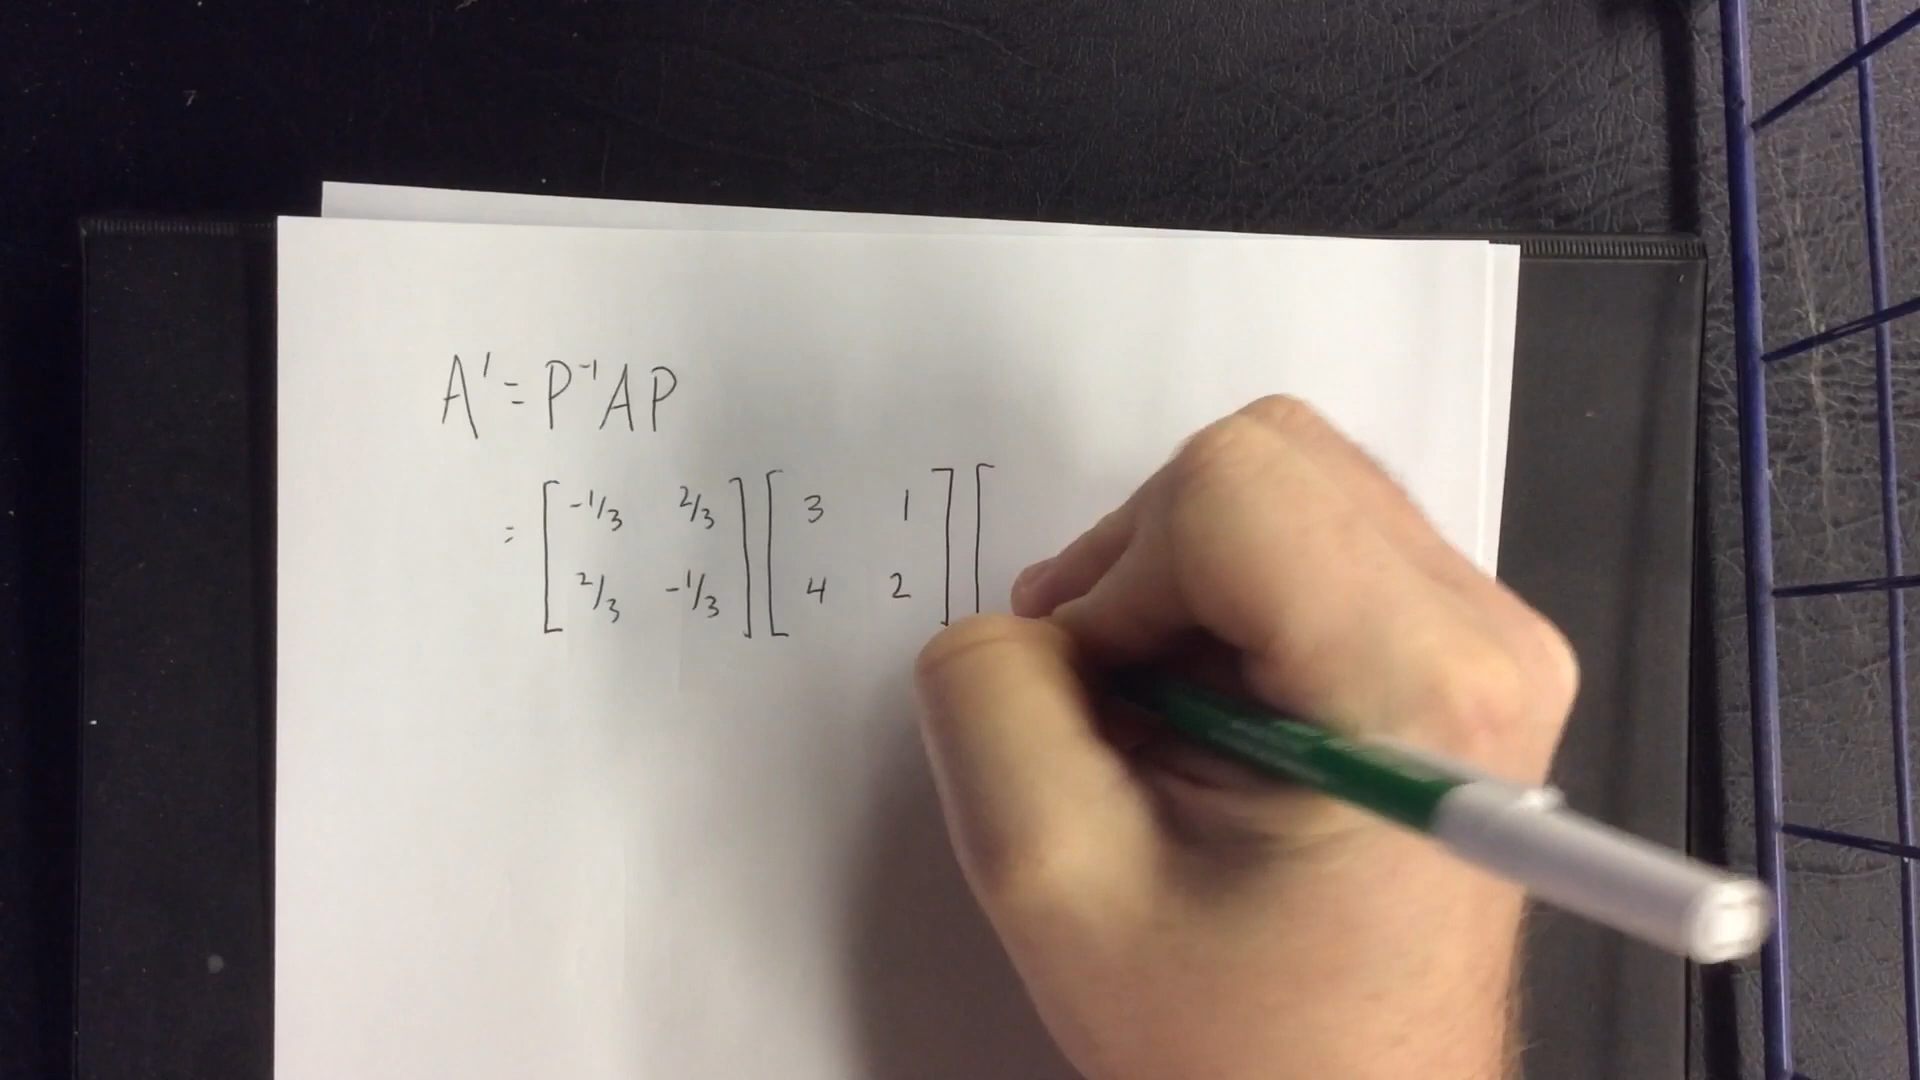 A' = P⁻¹AP
= [ -1/3 2/3 ] [ 3 1 ] [
[ 2/3 -1/3 ] [ 4 2 ] [